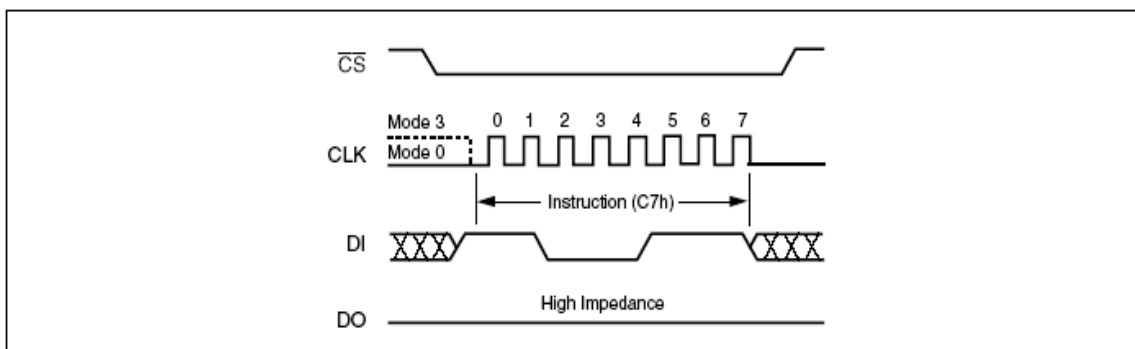 CS
Mode 3 0 1 2 3 4 5 6 7
CLK Mode 0
Instruction (C7h)
DI
High Impedance
DO